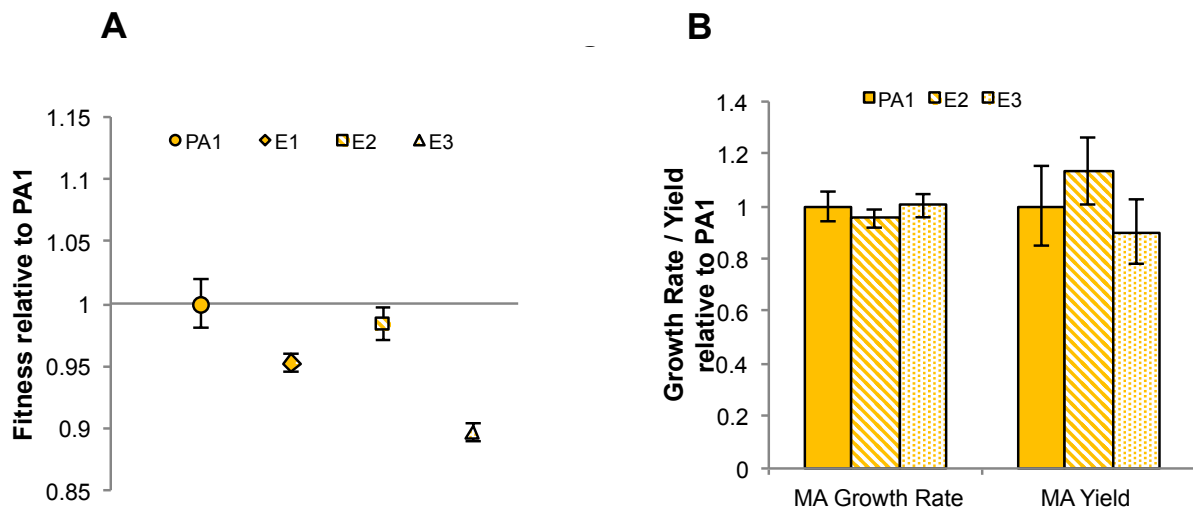 A
Fitness relative to PA1
1.15
1.1
1.05
1
0.95
0.9
0.85
PA1 E1 E2 E3
B
Growth Rate / Yield
relative to PA1
1.4
1.2
1
0.8
0.6
0.4
0.2
0
PA1 E2 E3
MA Growth Rate MA Yield